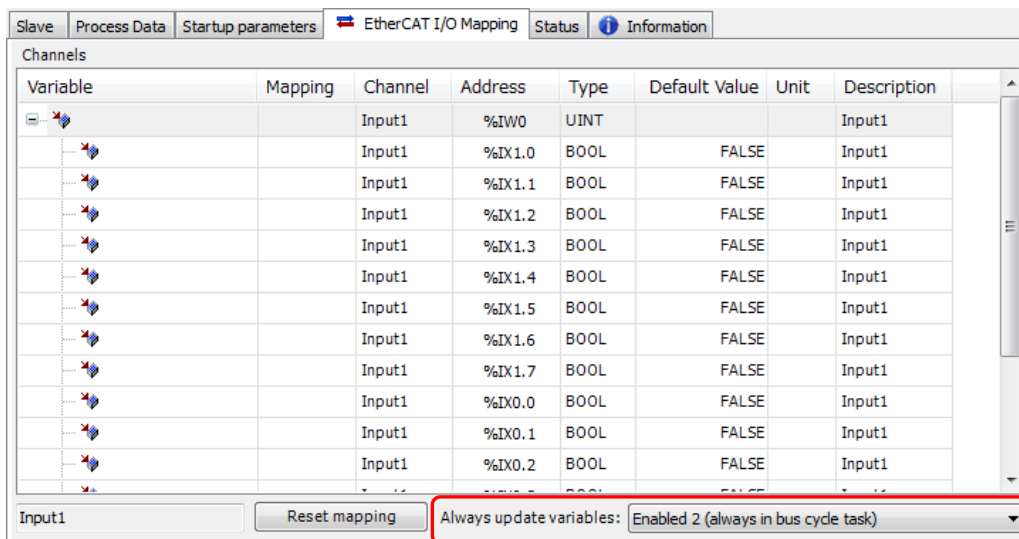 Slave Process Data Startup parameters EtherCAT I/O Mapping Status Information
Channels
Variable Mapping Channel Address Type Default Value Unit Description
Input1 %IW0 UINT Input1
Input1 %IX1.0 BOOL FALSE Input1
Input1 %IX1.1 BOOL FALSE Input1
Input1 %IX1.2 BOOL FALSE Input1
Input1 %IX1.3 BOOL FALSE Input1
Input1 %IX1.4 BOOL FALSE Input1
Input1 %IX1.5 BOOL FALSE Input1
Input1 %IX1.6 BOOL FALSE Input1
Input1 %IX1.7 BOOL FALSE Input1
Input1 %IX0.0 BOOL FALSE Input1
Input1 %IX0.1 BOOL FALSE Input1
Input1 %IX0.2 BOOL FALSE Input1
Input1 Reset mapping Always update variables: Enabled 2 (always in bus cycle task)